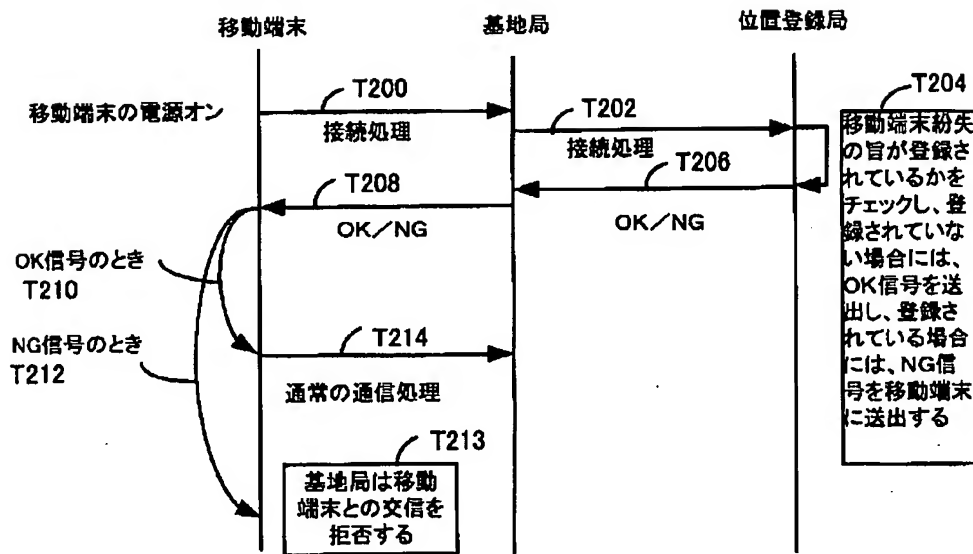 移動端末
基地局
位置登録局
移動端末の電源オン
T200
接続処理
T202
接続処理
T204
移動端末紛失
の旨が登録さ
れているかを
チェックし、登
録されていな
い場合には、
OK信号を送
出し、登録さ
れている場合
には、NG信
号を移動端末
に送出する
T206
OK/NG
T208
OK/NG
OK信号のとき
T210
NG信号のとき
T212
T214
通常の通信処理
T213
基地局は移動
端末との交信を
拒否する